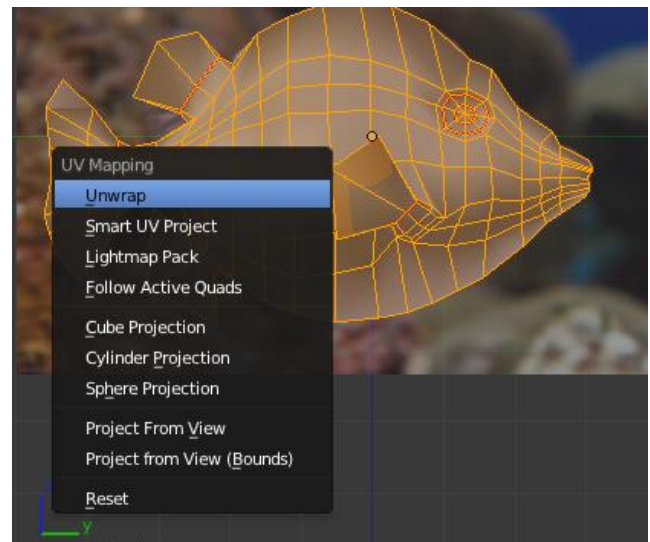 UV Mapping
Unwrap
Smart UV Project
Lightmap Pack
Follow Active Quads
Cube Projection
Cylinder Projection
Sphere Projection
Project From View
Project from View (Bounds)
Reset
y